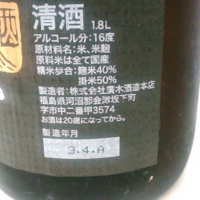 清酒
1.8L
アルコール分:16度
原材料名:米、米麹
原料米は全て国産
精米歩合:麹米40%
掛米50%
製造者:株式会社廣木酒造本店
福島県河沼郡会津坂下町
字市中二番甲3574
お酒は20歳になってから。
製造年月
3.4.A